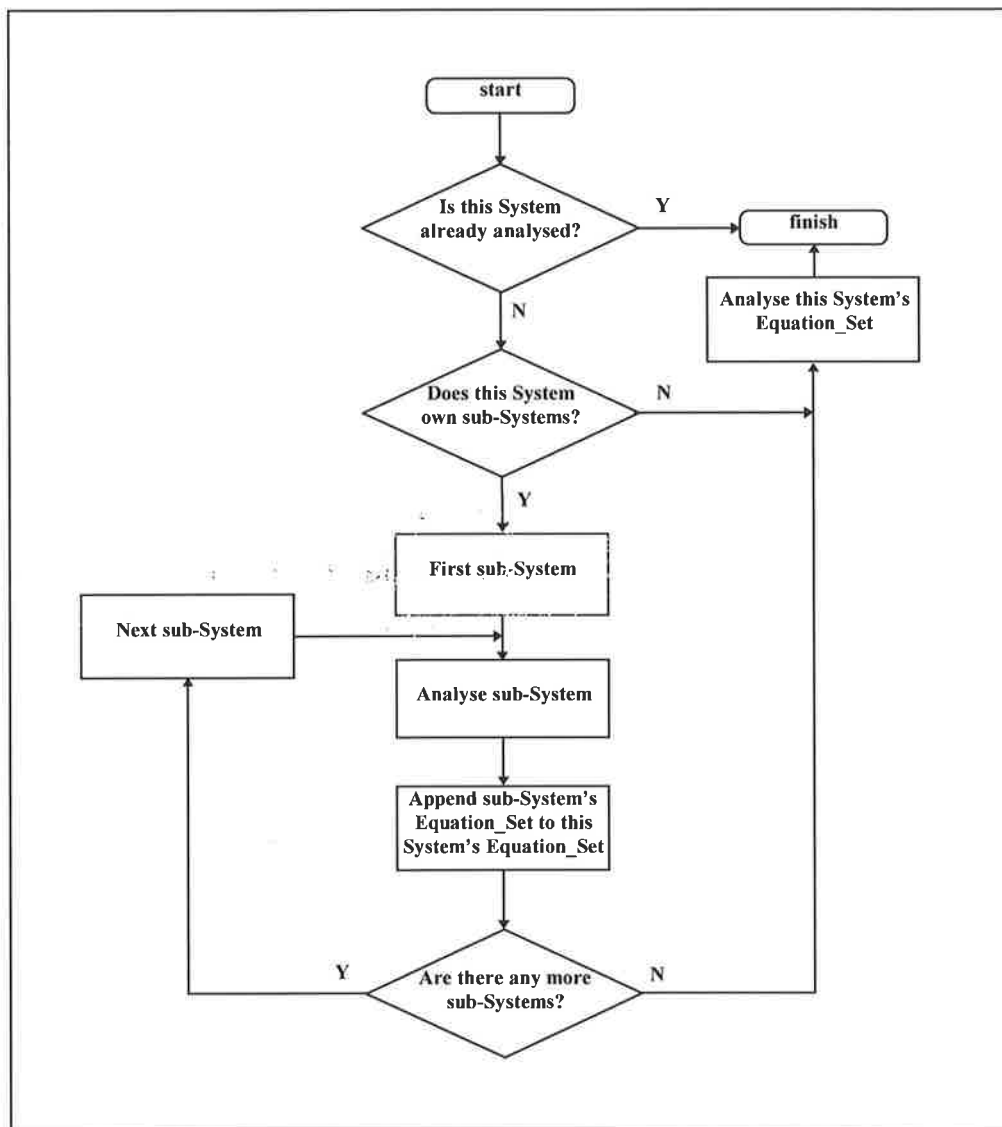 start
Is this System
already analysed?
Y
finish
Analyse this System's
Equation_Set
N
Does this System
own sub-Systems?
N
Y
First sub-System
Next sub-System
Analyse sub-System
Append sub-System's
Equation_Set to this
System's Equation_Set
Y
Are there any more
sub-Systems?
N